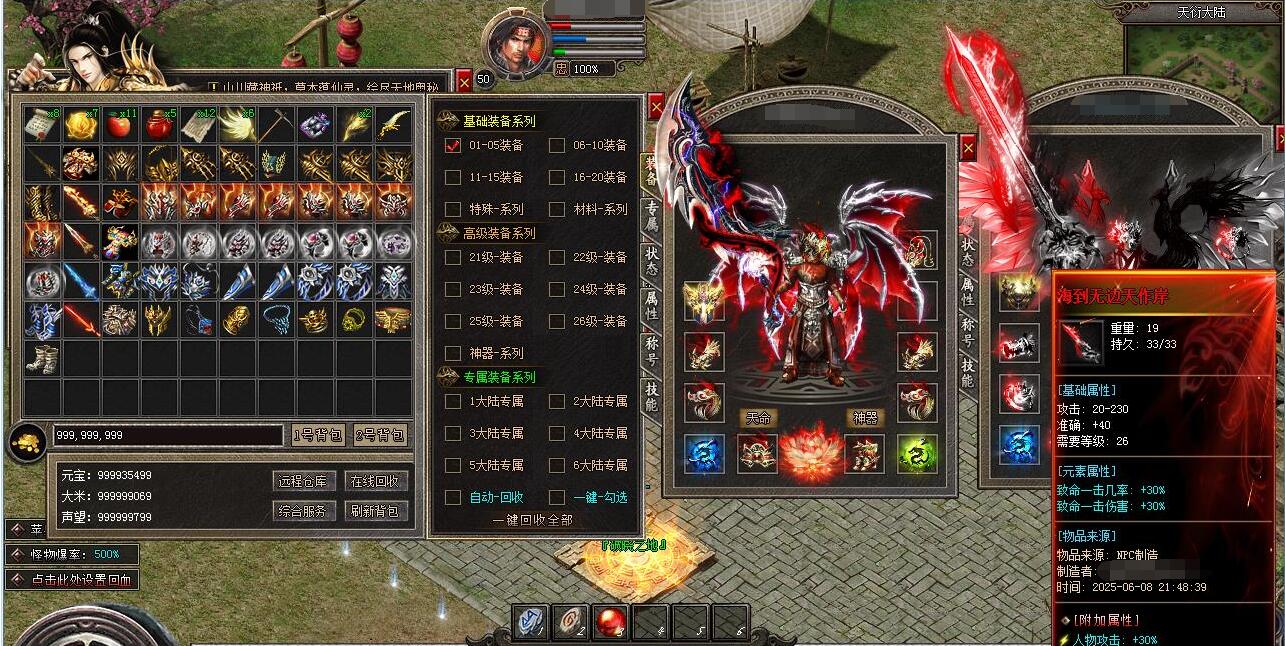 天衍大陆
山川藏神祇，草木蕴仙灵，绘尽天地奥秘
忠 100%
50
x8
x7
x11
x5
x12
x6
x2
基础装备系列
01-05装备
06-10装备
11-15装备
16-20装备
特殊-系列
材料-系列
高级装备系列
21级-装备
22级-装备
23级-装备
24级-装备
25级-装备
26级-装备
神器-系列
专属装备系列
1大陆专属
2大陆专属
3大陆专属
4大陆专属
5大陆专属
6大陆专属
自动-回收
一键-勾选
一键回收全部
装备
专属
状态
属性
称号
技能
天命
神器
状态
属性
称号
技能
999,999,999
1号背包
2号背包
元宝：999935499
大米：999999069
声望：999999799
远程仓库
在线回收
综合服务
刷新背包
苹
怪物爆率：500%
点击此处设置回血
海到无边天作岸
重量：19
持久：33/33
[基础属性]
攻击：20-230
准确：+40
需要等级：26
[元素属性]
致命一击几率：+30%
致命一击伤害：+30%
[物品来源]
物品来源：NPC制造
制造者：
时间：2025-06-08 21:48:39
[附加属性]
人物攻击：+30%
1
2
3
4
5
6